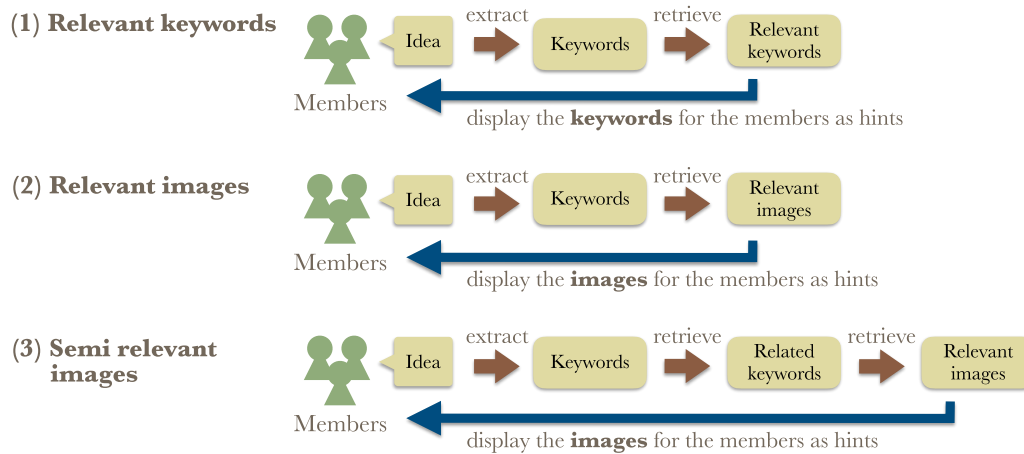 (1) Relevant keywords
Members
Idea
extract
Keywords
retrieve
Relevant
keywords
display the keywords for the members as hints
(2) Relevant images
Members
Idea
extract
Keywords
retrieve
Relevant
images
display the images for the members as hints
(3) Semi relevant
images
Members
Idea
extract
Keywords
retrieve
Related
keywords
retrieve
Relevant
images
display the images for the members as hints